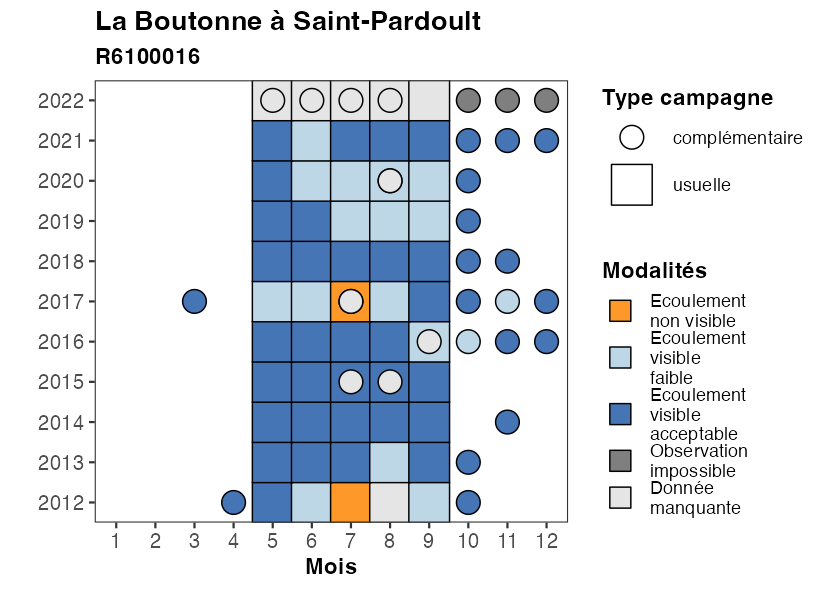 La Boutonne à Saint-Pardoult
R6100016
2022
2021
2020
2019
2018
2017
2016
2015
2014
2013
2012
1 2 3 4 5 6 7 8 9 10 11 12
Mois
Type campagne
complémentaire
usuelle
Modalités
Ecoulement
non visible
Ecoulement
visible
faible
Ecoulement
visible
acceptable
Observation
impossible
Donnée
manquante